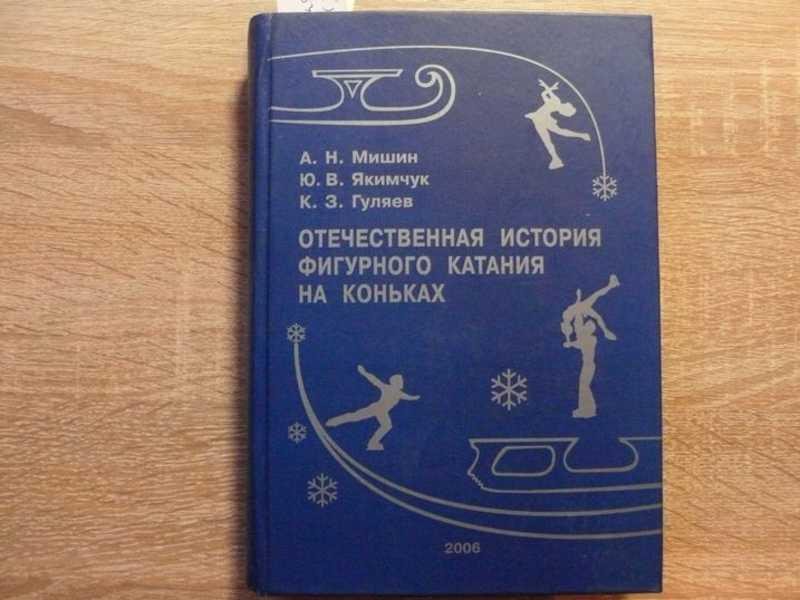 А. Н. Мишин
Ю. В. Якимчук
К. З. Гуляев
ОТЕЧЕСТВЕННАЯ ИСТОРИЯ
ФИГУРНОГО КАТАНИЯ
НА КОНЬКАХ
2006